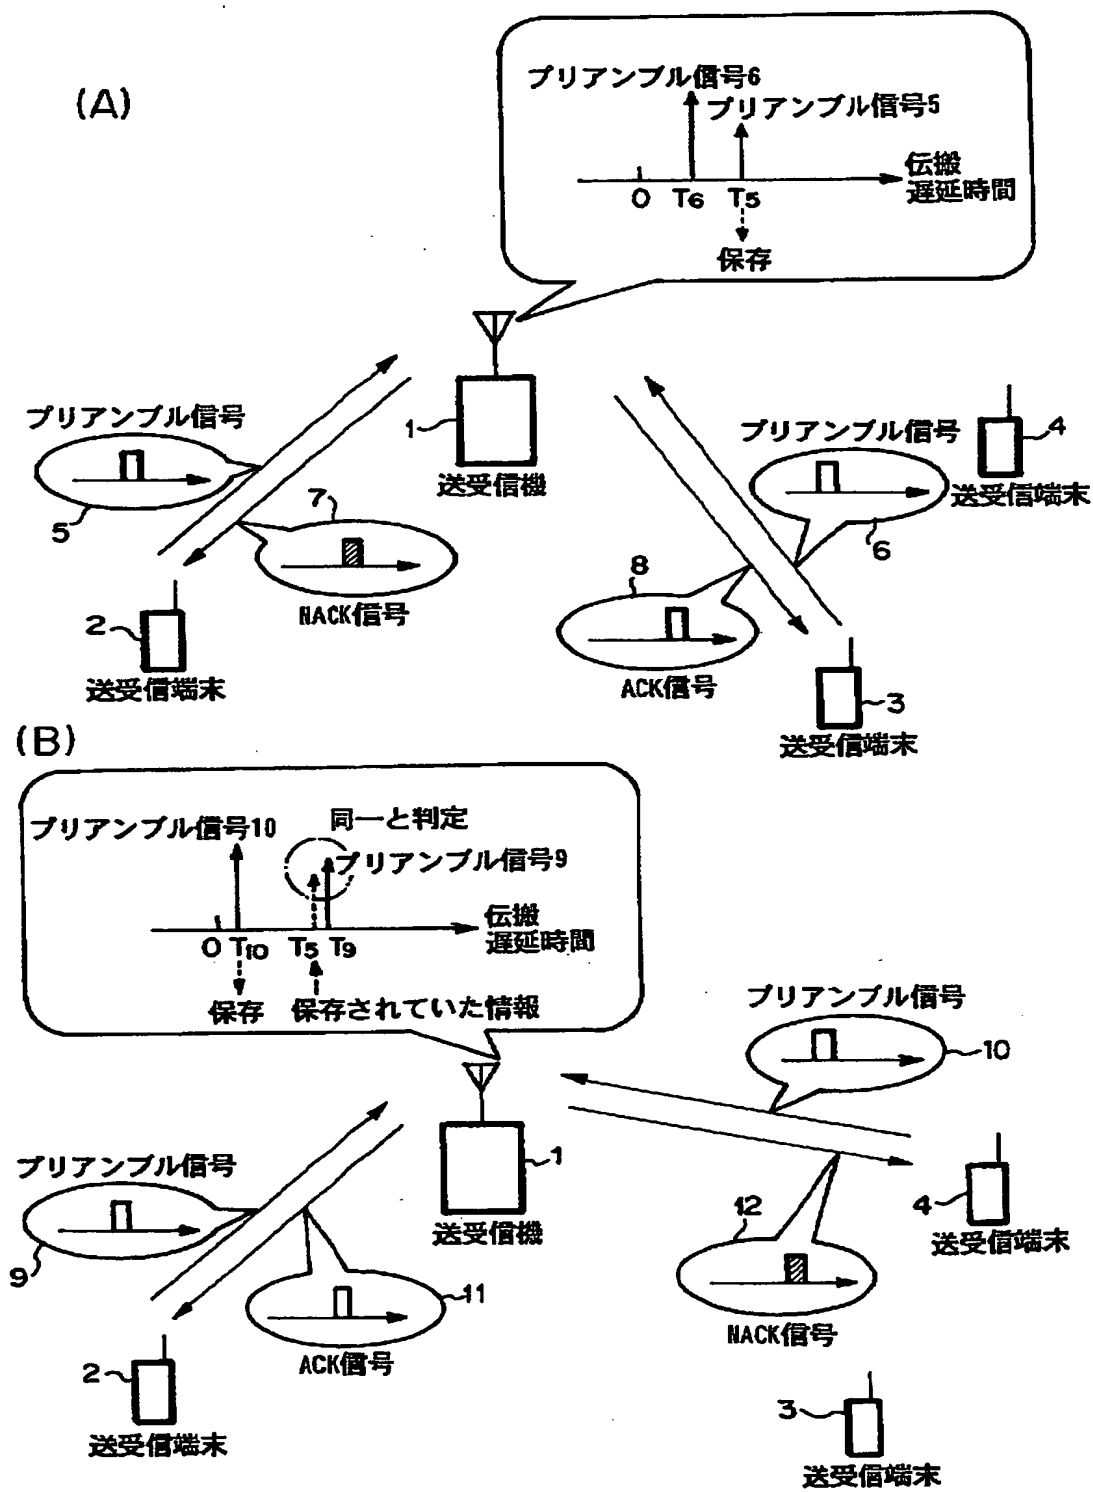 (A)
プリアンブル信号6
プリアンブル信号5
伝搬
遅延時間
0 T6 T5
保存
プリアンブル信号
5
7
NACK信号
1
送受信機
2
送受信端末
プリアンブル信号
6
4
送受信端末
8
ACK信号
3
送受信端末
(B)
プリアンブル信号10
同一と判定
プリアンブル信号9
伝搬
遅延時間
0 T10 T5 T9
保存
保存されていた情報
プリアンブル信号
9
11
ACK信号
1
送受信機
2
送受信端末
プリアンブル信号
10
4
送受信端末
12
NACK信号
3
送受信端末